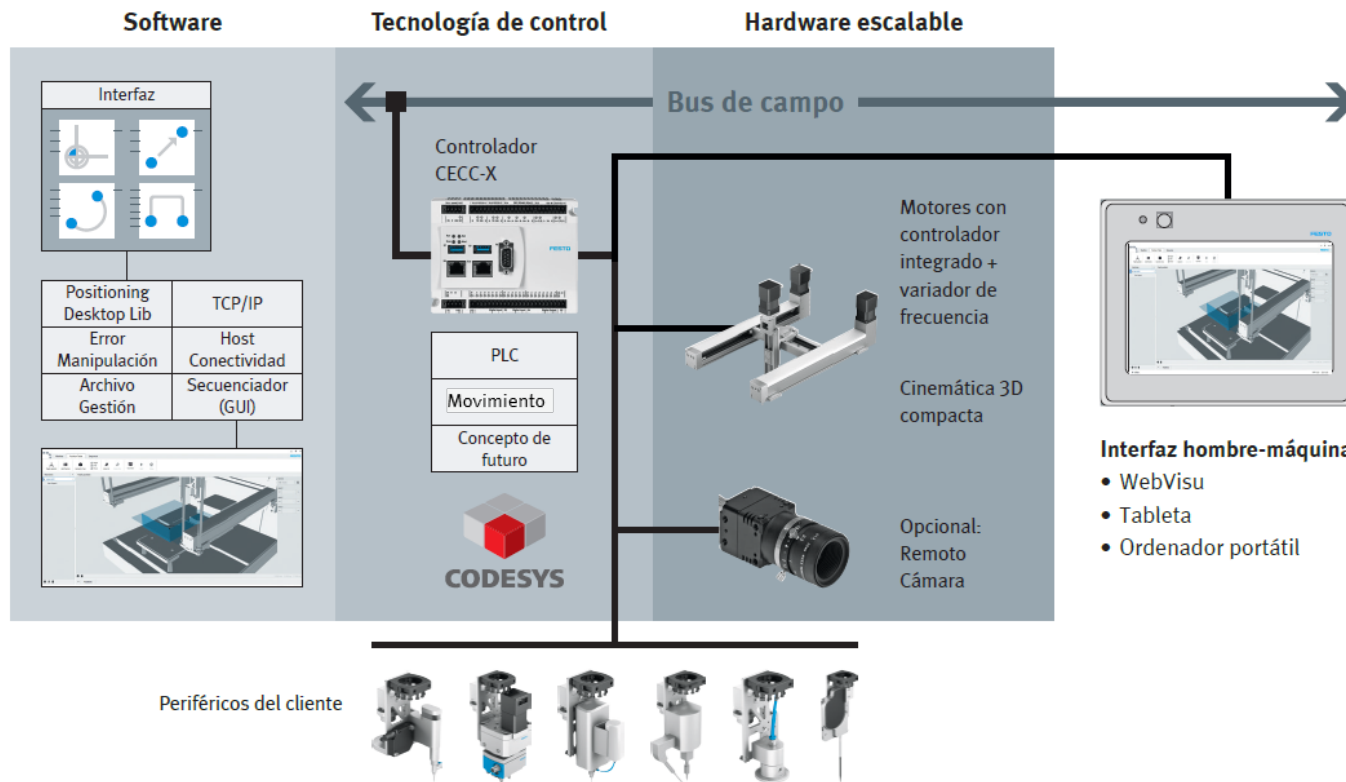 Software
Tecnología de control
Hardware escalable
Interfaz
Bus de campo
Controlador
CECC-X
FESTO
Positioning
Desktop Lib
TCP/IP
Error
Manipulación
Host
Conectividad
Archivo
Gestión
Secuenciador
(GUI)
PLC
Movimiento
Concepto de
futuro
CODESYS
Motores con
controlador
integrado +
variador de
frecuencia
Cinemática 3D
compacta
Opcional:
Remoto
Cámara
FESTO
Interfaz hombre-máquina
• WebVisu
• Tableta
• Ordenador portátil
Periféricos del cliente